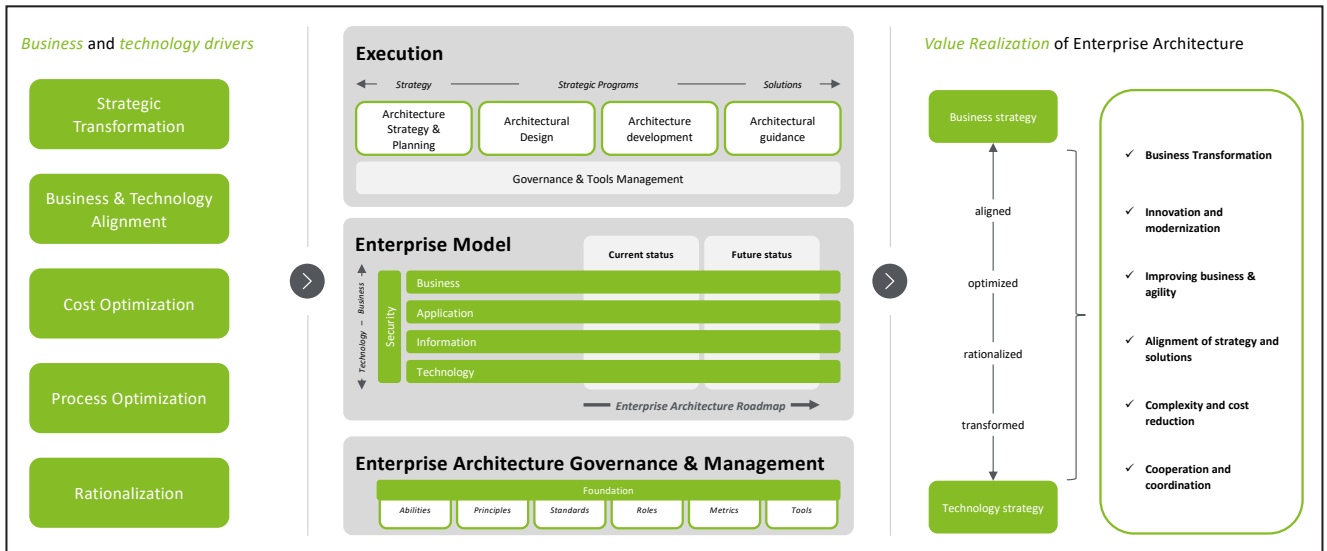 Business and technology drivers
Strategic
Transformation
Business & Technology
Alignment
Cost Optimization
Process Optimization
Rationalization
Execution
Strategy
Strategic Programs
Solutions
Architecture
Strategy &
Planning
Architectural
Design
Architecture
development
Architectural
guidance
Governance & Tools Management
Enterprise Model
Current status
Future status
Technology – Business
Security
Business
Application
Information
Technology
Enterprise Architecture Roadmap
Enterprise Architecture Governance & Management
Foundation
Abilities
Principles
Standards
Roles
Metrics
Tools
Value Realization of Enterprise Architecture
Business strategy
aligned
optimized
rationalized
transformed
Technology strategy
Business Transformation
Innovation and
modernization
Improving business &
agility
Alignment of strategy and
solutions
Complexity and cost
reduction
Cooperation and
coordination